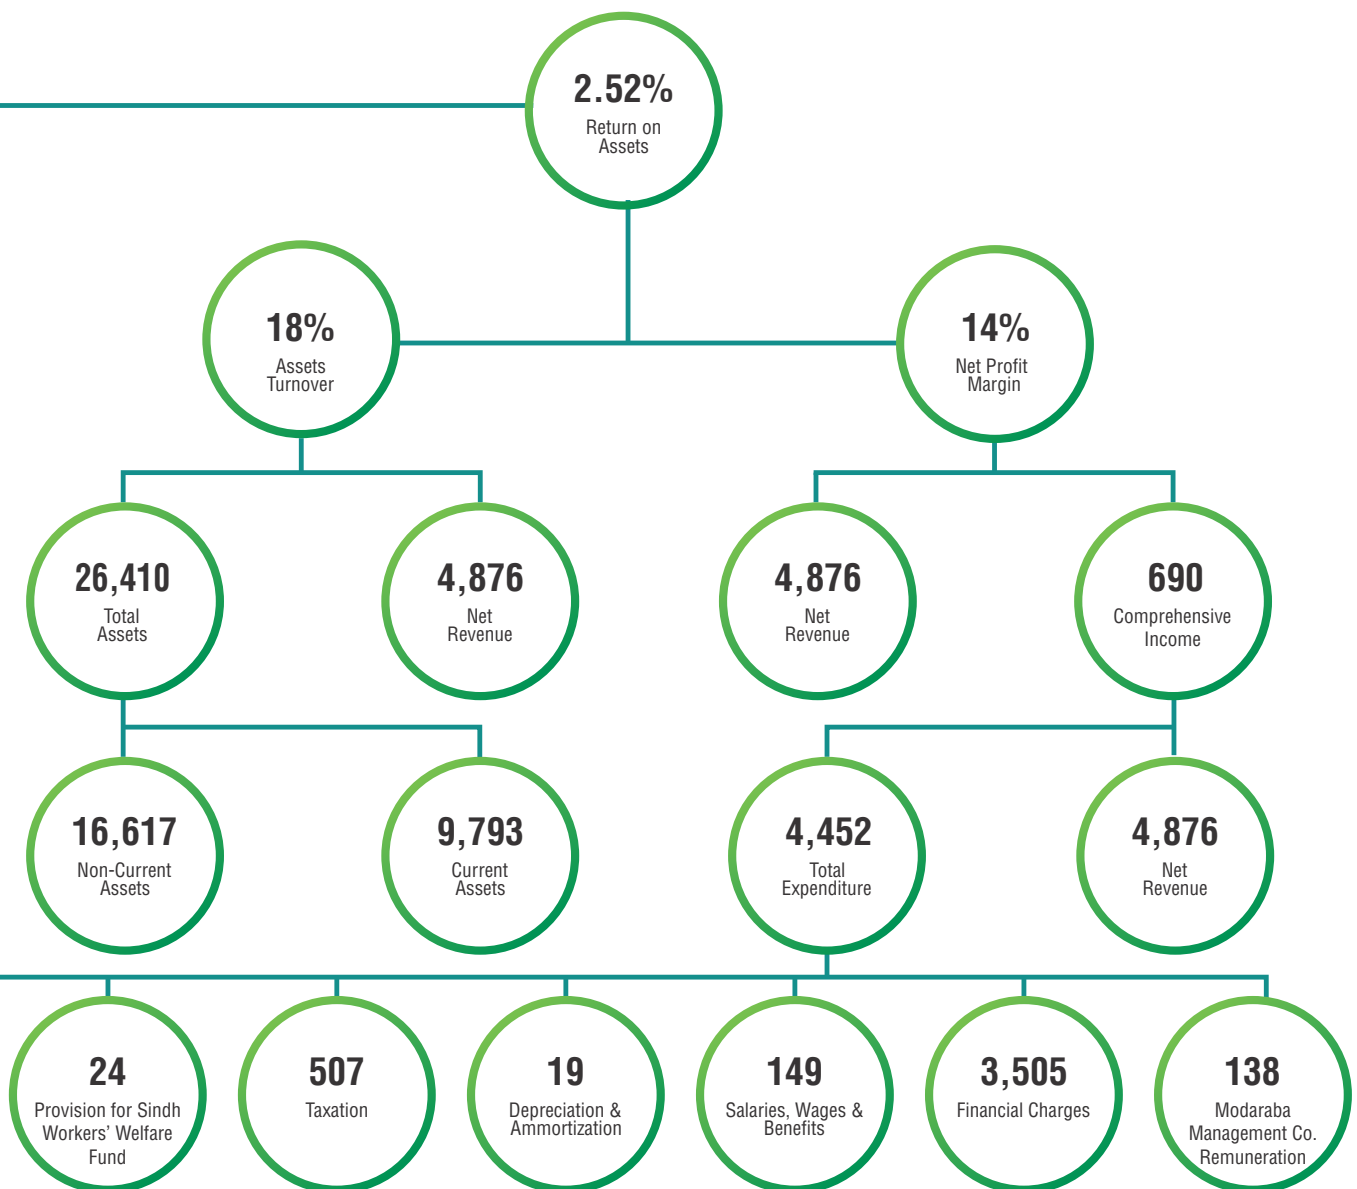 2.52%
Return on
Assets
18%
Assets
Turnover
14%
Net Profit
Margin
26,410
Total
Assets
4,876
Net
Revenue
4,876
Net
Revenue
690
Comprehensive
Income
16,617
Non-Current
Assets
9,793
Current
Assets
4,452
Total
Expenditure
4,876
Net
Revenue
24
Provision for Sindh
Workers’ Welfare
Fund
507
Taxation
19
Depreciation &
Ammortization
149
Salaries, Wages &
Benefits
3,505
Financial Charges
138
Modaraba
Management Co.
Remuneration